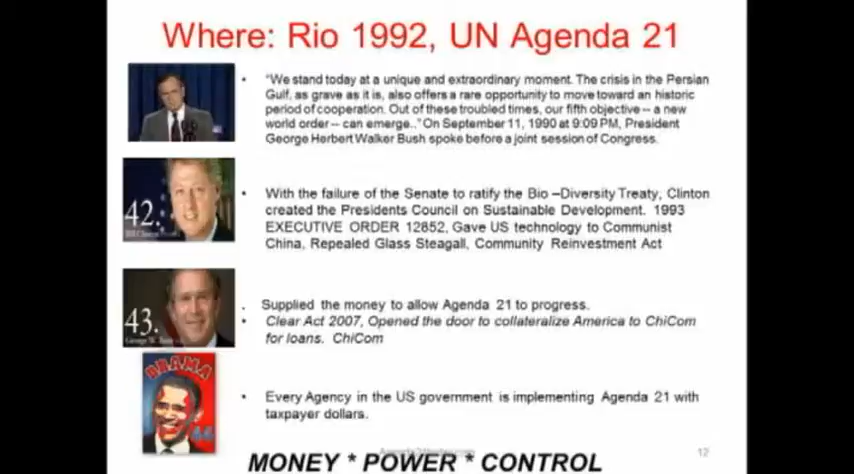 Where: Rio 1992, UN Agenda 21
• "We stand today at a unique and extraordinary moment. The crisis in the Persian
Gulf, as grave as it is, also offers a rare opportunity to move toward an historic
period of cooperation. Out of these troubled times, our fifth objective -- a new
world order -- can emerge.." On September 11, 1990 at 9:09 PM, President
George Herbert Walker Bush spoke before a joint session of Congress.
42.
• With the failure of the Senate to ratify the Bio –Diversity Treaty, Clinton
created the Presidents Council on Sustainable Development. 1993
EXECUTIVE ORDER 12852, Gave US technology to Communist
China, Repealed Glass Steagall, Community Reinvestment Act
43.
. Supplied the money to allow Agenda 21 to progress.
• Clear Act 2007, Opened the door to collateralize America to ChiCom
for loans. ChiCom
OBAMA
44
• Every Agency in the US government is implementing Agenda 21 with
taxpayer dollars.
12
MONEY * POWER * CONTROL